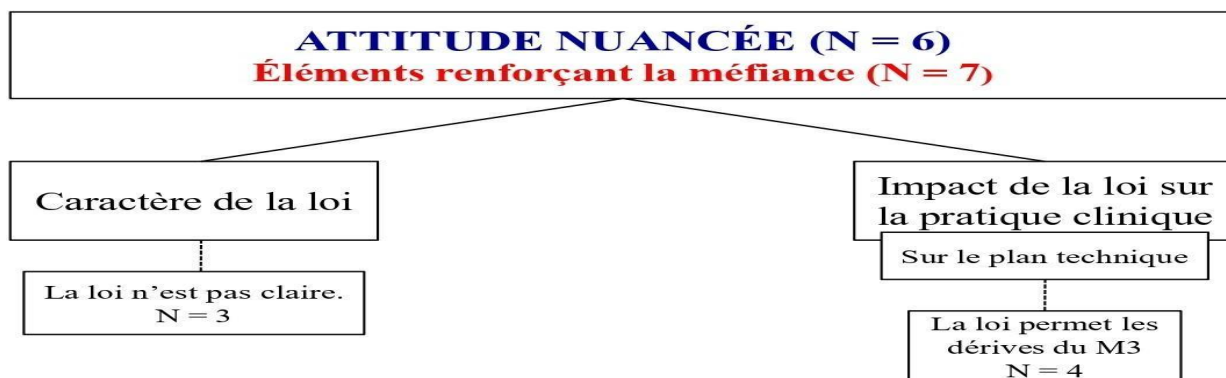 ATTITUDE NUANCÉE (N = 6)
Éléments renforçant la méfiance (N = 7)
Caractère de la loi
La loi n’est pas claire.
N = 3
Impact de la loi sur
la pratique clinique
Sur le plan technique
La loi permet les
dérives du M3
N = 4